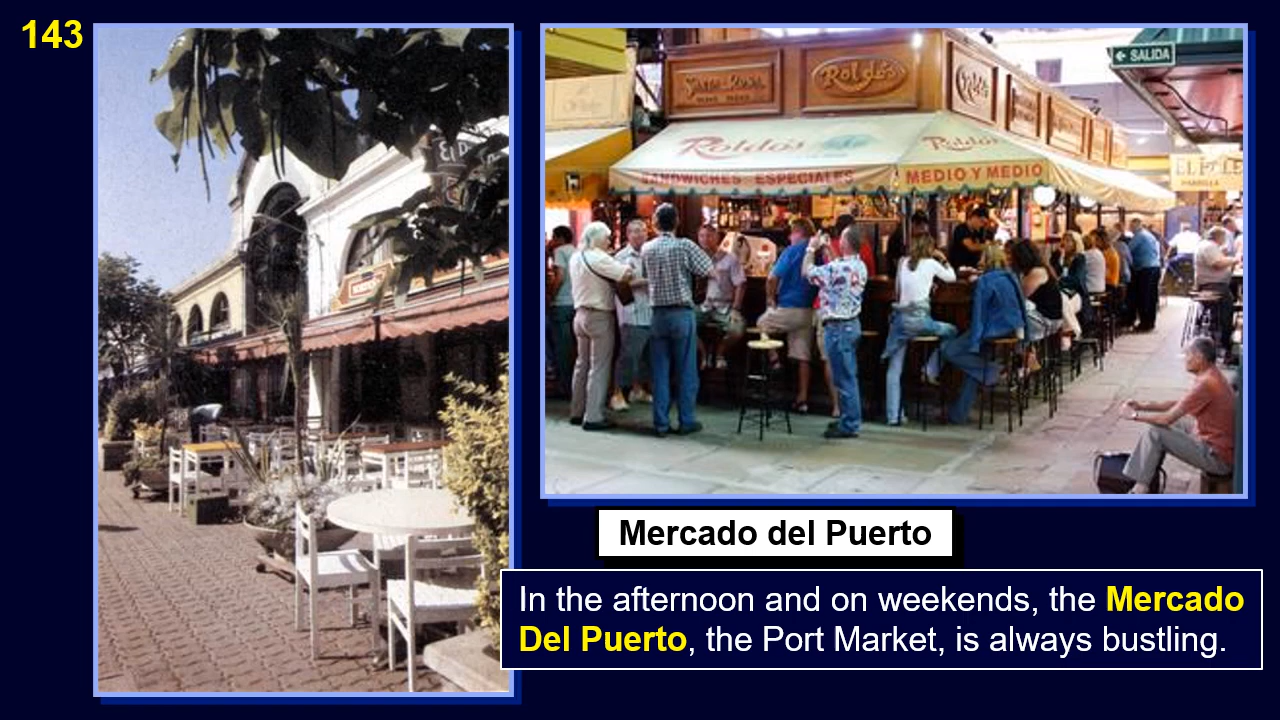 143
SALIDA
Roldós
Roldós
Roldós
SANDWICHES ESPECIALES
MEDIO Y MEDIO
PARRILLA
Mercado del Puerto
In the afternoon and on weekends, the Mercado
Del Puerto, the Port Market, is always bustling.